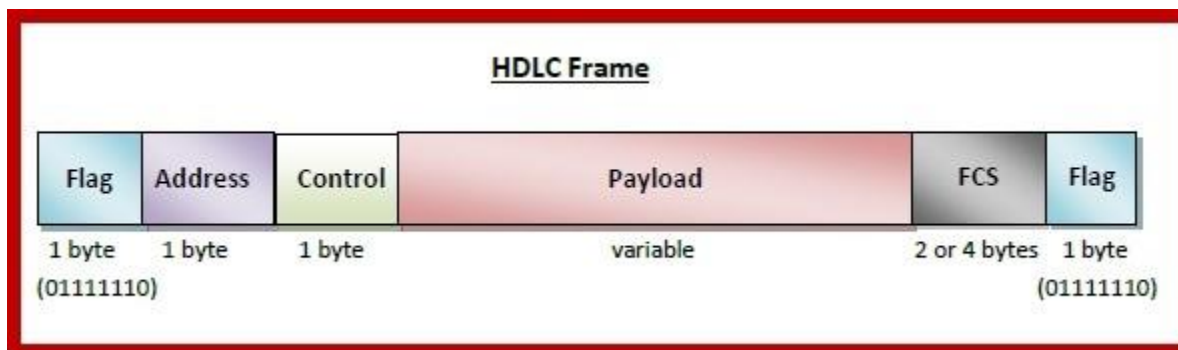 HDLC Frame
Flag Address Control Payload FCS Flag
1 byte 1 byte 1 byte variable 2 or 4 bytes 1 byte
(01111110) (01111110)